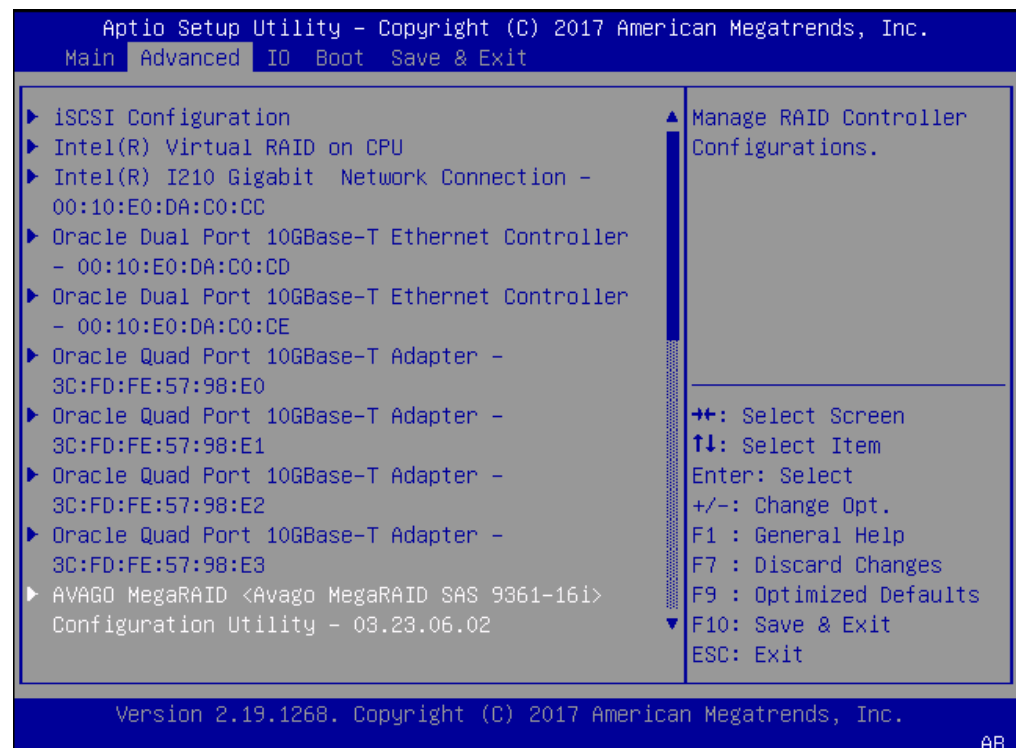 Aptio Setup Utility – Copyright (C) 2017 American Megatrends, Inc.
Main Advanced IO Boot Save & Exit
▶ iSCSI Configuration
▶ Intel(R) Virtual RAID on CPU
▶ Intel(R) I210 Gigabit  Network Connection –
00:10:E0:DA:C0:CC
▶ Oracle Dual Port 10GBase–T Ethernet Controller
– 00:10:E0:DA:C0:CD
▶ Oracle Dual Port 10GBase–T Ethernet Controller
– 00:10:E0:DA:C0:CE
▶ Oracle Quad Port 10GBase–T Adapter –
3C:FD:FE:57:98:E0
▶ Oracle Quad Port 10GBase–T Adapter –
3C:FD:FE:57:98:E1
▶ Oracle Quad Port 10GBase–T Adapter –
3C:FD:FE:57:98:E2
▶ Oracle Quad Port 10GBase–T Adapter –
3C:FD:FE:57:98:E3
▶ AVAGO MegaRAID <Avago MegaRAID SAS 9361–16i>
Configuration Utility – 03.23.06.02
Manage RAID Controller
Configurations.
→←: Select Screen
↑↓: Select Item
Enter: Select
+/–: Change Opt.
F1 : General Help
F7 : Discard Changes
F9 : Optimized Defaults
F10: Save & Exit
ESC: Exit
Version 2.19.1268. Copyright (C) 2017 American Megatrends, Inc.
AB